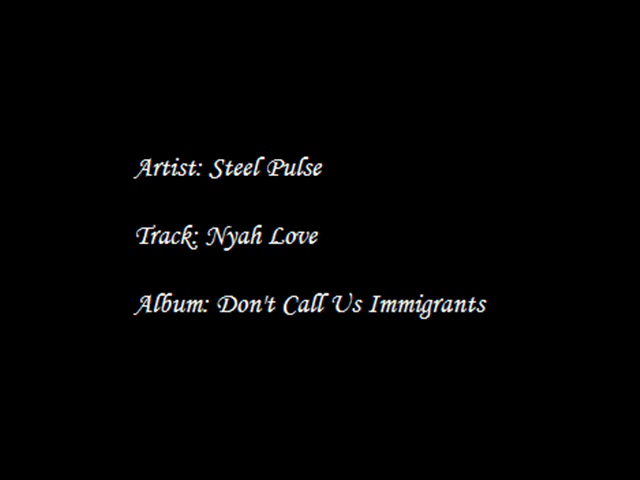 Artist: Steel Pulse
Track: Nyah Love
Album: Don't Call Us Immigrants